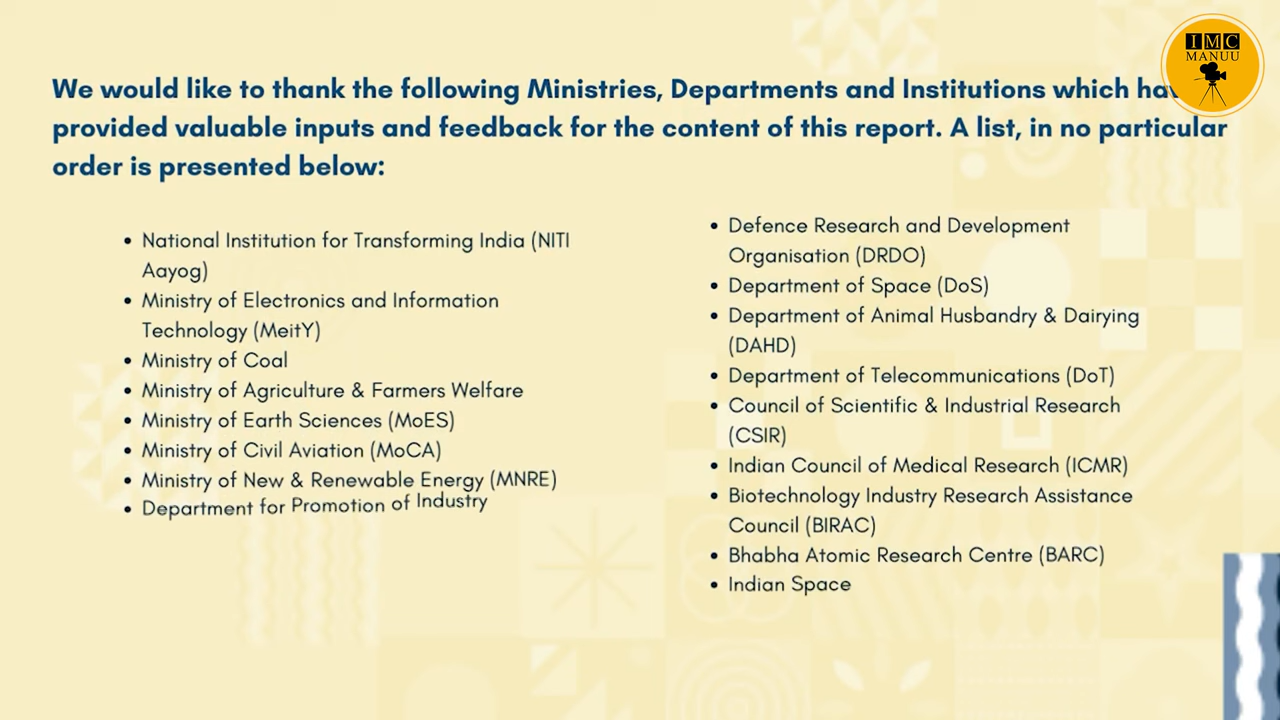 IMC
MANUU
We would like to thank the following Ministries, Departments and Institutions which
provided valuable inputs and feedback for the content of this report. A list, in no particular
order is presented below:
• National Institution for Transforming India (NITI
Aayog)
• Ministry of Electronics and Information
Technology (MeitY)
• Ministry of Coal
• Ministry of Agriculture & Farmers Welfare
• Ministry of Earth Sciences (MoES)
• Ministry of Civil Aviation (MoCA)
• Ministry of New & Renewable Energy (MNRE)
• Department for Promotion of Industry
• Defence Research and Development
Organisation (DRDO)
• Department of Space (DoS)
• Department of Animal Husbandry & Dairying
(DAHD)
• Department of Telecommunications (DoT)
• Council of Scientific & Industrial Research
(CSIR)
• Indian Council of Medical Research (ICMR)
• Biotechnology Industry Research Assistance
Council (BIRAC)
• Bhabha Atomic Research Centre (BARC)
• Indian Space